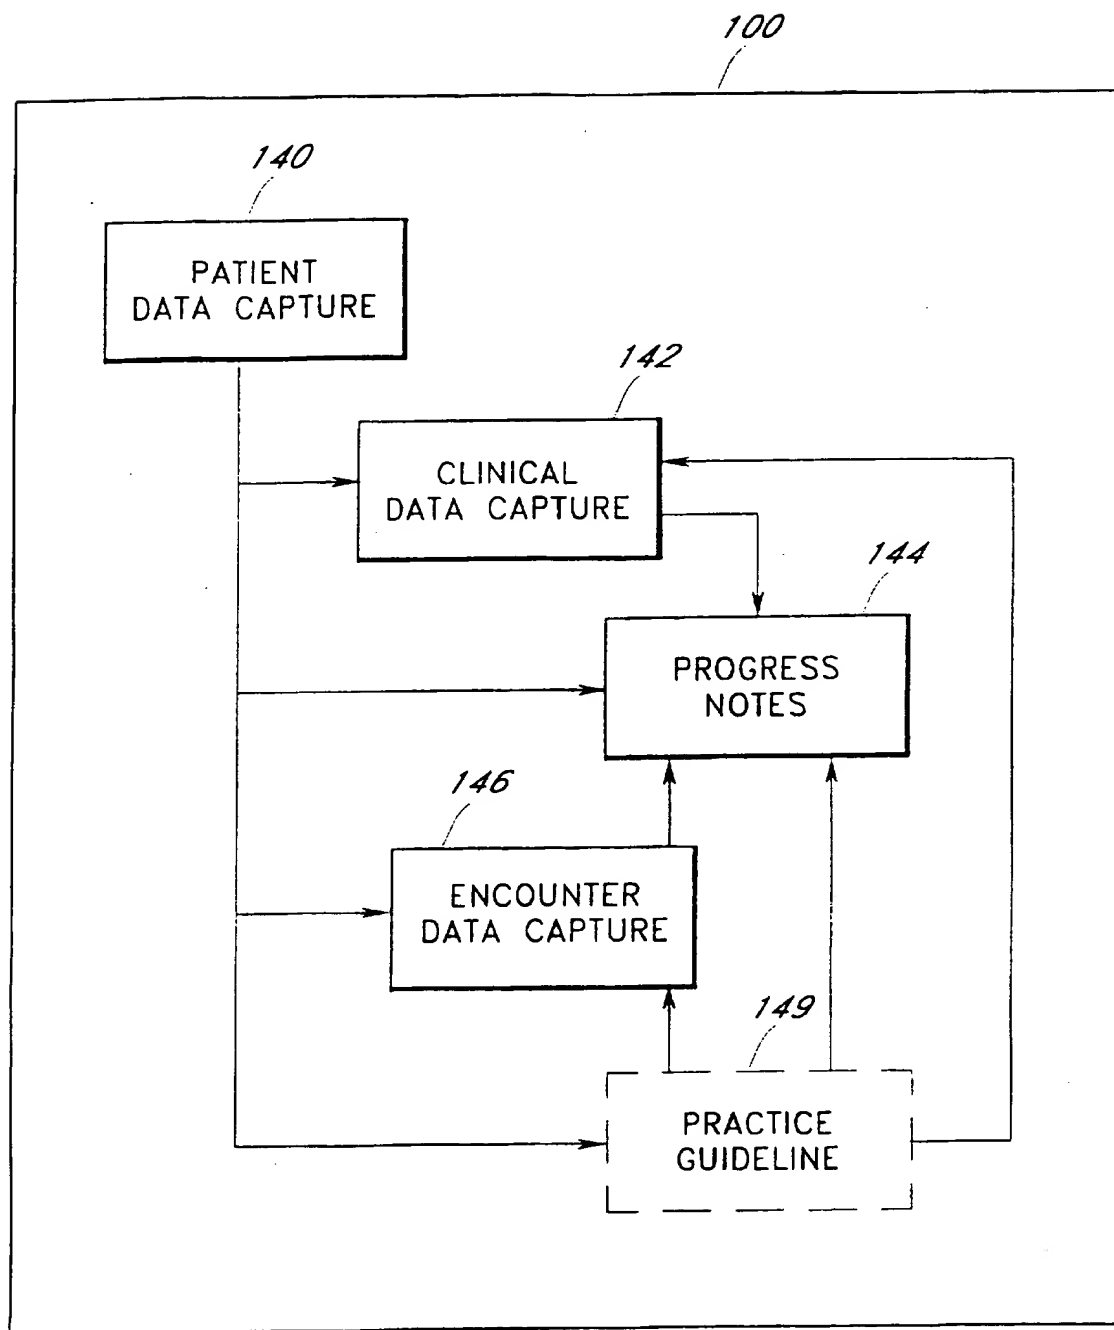 100
140
PATIENT
DATA CAPTURE
142
CLINICAL
DATA CAPTURE
144
PROGRESS
NOTES
146
ENCOUNTER
DATA CAPTURE
149
PRACTICE
GUIDELINE